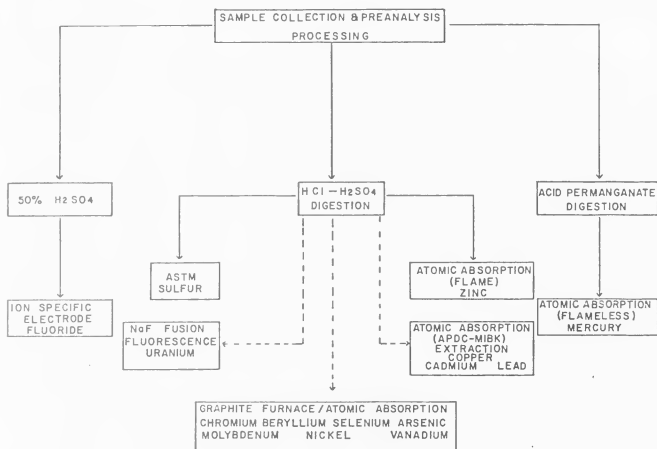 SAMPLE COLLECTION & PREANALYSIS
PROCESSING
50% H2SO4
HCl-H2SO4
DIGESTION
ACID PERMANGANATE
DIGESTION
ASTM
SULFUR
ATOMIC ABSORPTION
(FLAME)
ZINC
ION SPECIFIC
ELECTRODE
FLUORIDE
ATOMIC ABSORPTION
(FLAMELESS)
MERCURY
NaF FUSION
FLUORESCENCE
URANIUM
ATOMIC ABSORPTION
(APDC-MIBK)
EXTRACTION
COPPER
CADMIUM LEAD
GRAPHITE FURNACE/ATOMIC ABSORPTION
CHROMIUM BERYLLIUM SELENIUM ARSENIC
MOLYBDENUM NICKEL VANADIUM